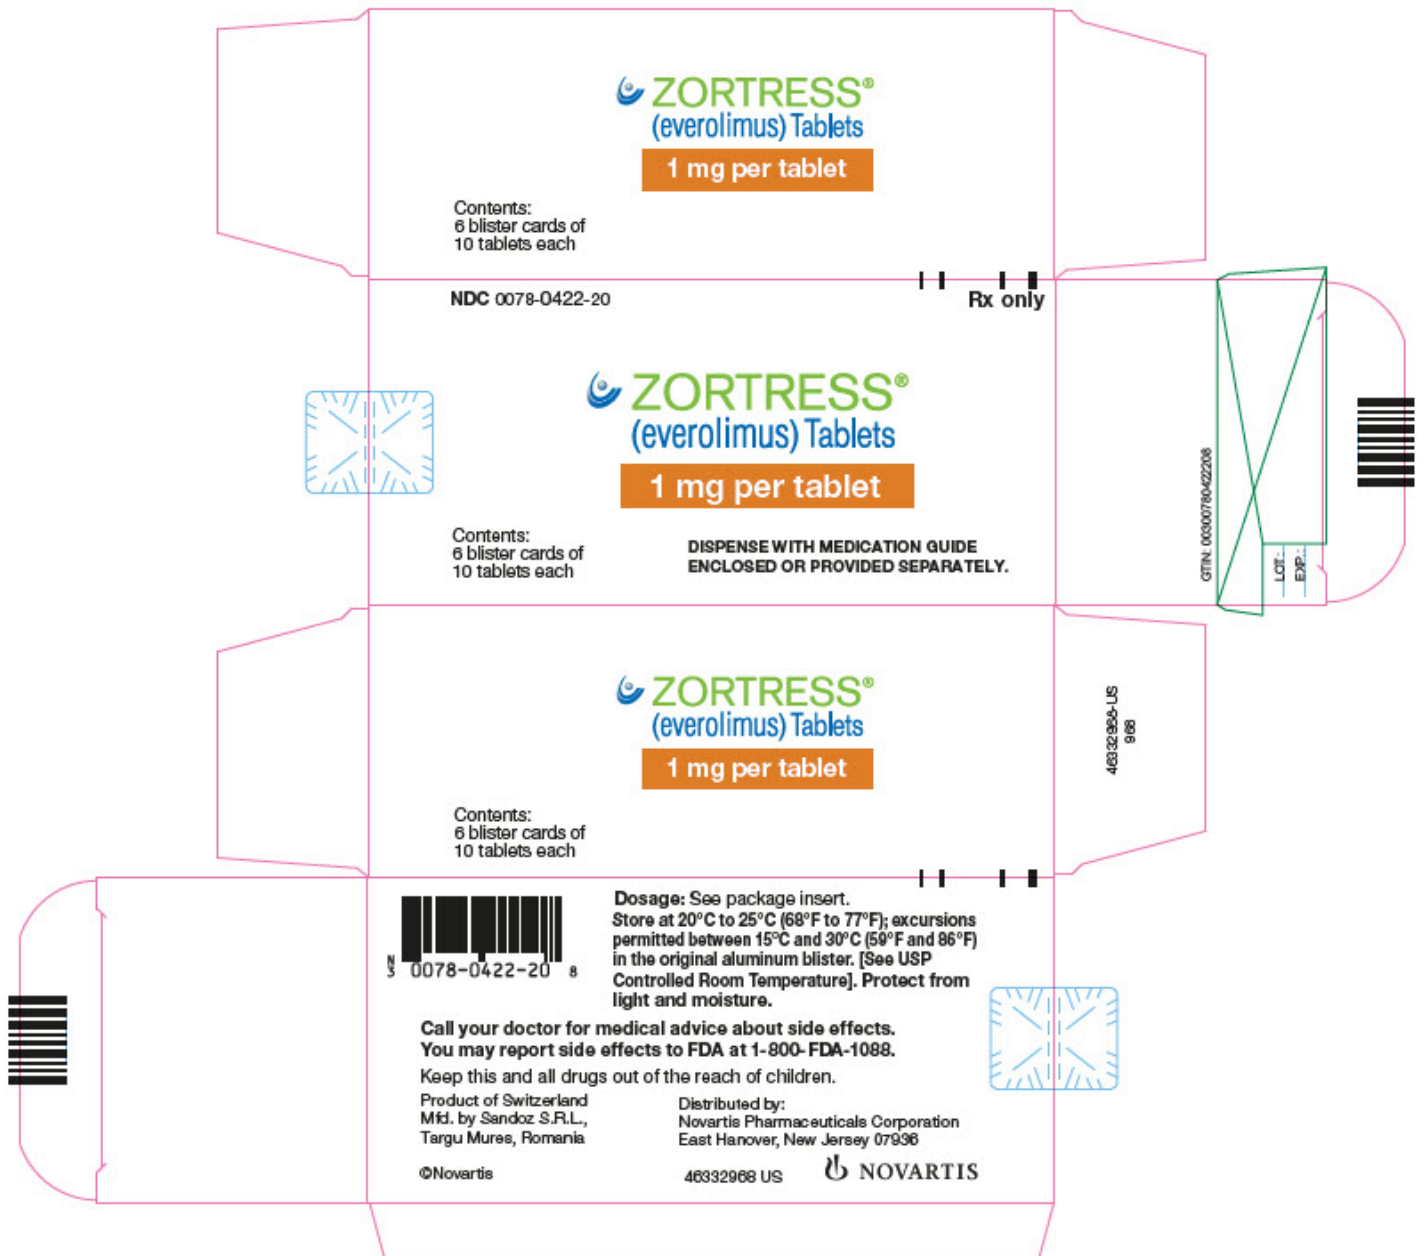 ZORTRESS®
(everolimus) Tablets
1 mg per tablet
Contents:
6 blister cards of
10 tablets each
NDC 0078-0422-20
Rx only
ZORTRESS®
(everolimus) Tablets
1 mg per tablet
Contents:
6 blister cards of
10 tablets each
DISPENSE WITH MEDICATION GUIDE
ENCLOSED OR PROVIDED SEPARATELY.
GTIN: 00300780422208
LOT:
EXP.:
ZORTRESS®
(everolimus) Tablets
1 mg per tablet
Contents:
6 blister cards of
10 tablets each
46332968-US
968
N
3 0078-0422-20 8
Dosage: See package insert.
Store at 20°C to 25°C (68°F to 77°F); excursions
permitted between 15°C and 30°C (59°F and 86°F)
in the original aluminum blister. [See USP
Controlled Room Temperature]. Protect from
light and moisture.
Call your doctor for medical advice about side effects.
You may report side effects to FDA at 1-800-FDA-1088.
Keep this and all drugs out of the reach of children.
Product of Switzerland
Mfd. by Sandoz S.R.L.,
Targu Mures, Romania
Distributed by:
Novartis Pharmaceuticals Corporation
East Hanover, New Jersey 07936
©Novartis
46332968 US
NOVARTIS